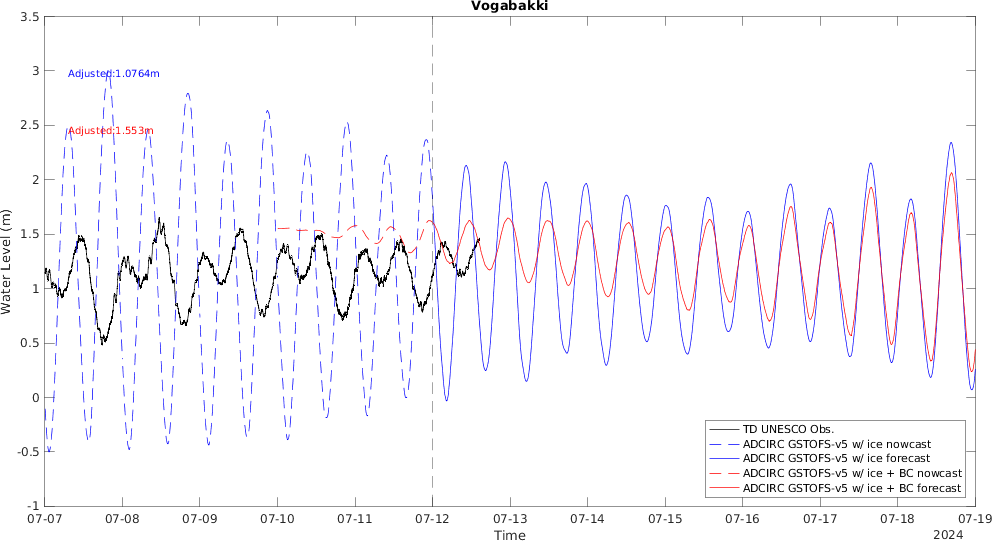 Vogabakki
3.5
3
2.5
2
1.5
1
0.5
0
-0.5
-1
Water Level (m)
Adjusted:1.0764m
Adjusted:1.553m
TD UNESCO Obs.
ADCIRC GSTOFS-v5 w/ ice nowcast
ADCIRC GSTOFS-v5 w/ ice forecast
ADCIRC GSTOFS-v5 w/ ice + BC nowcast
ADCIRC GSTOFS-v5 w/ ice + BC forecast
07-07 07-08 07-09 07-10 07-11 07-12 07-13 07-14 07-15 07-16 07-17 07-18 07-19
Time
2024